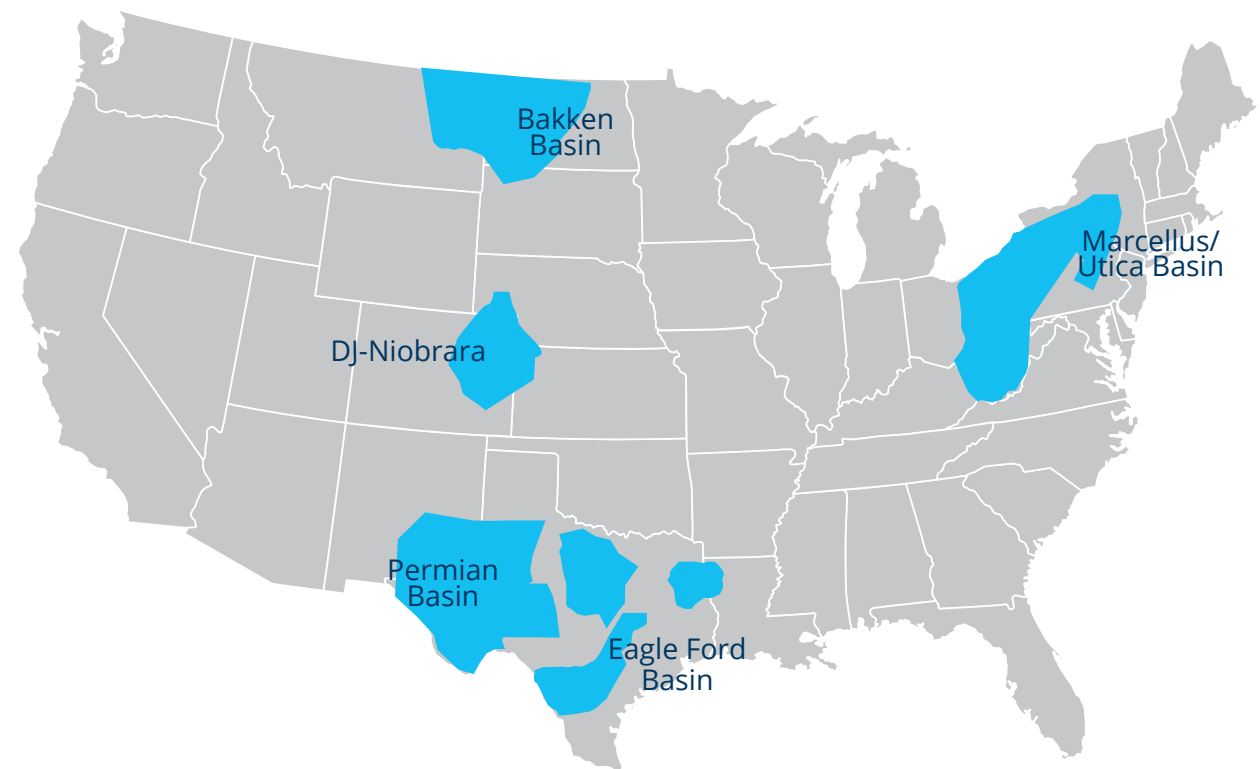 Bakken
Basin
Marcellus/
Utica Basin
DJ-Niobrara
Permian
Basin
Eagle Ford
Basin